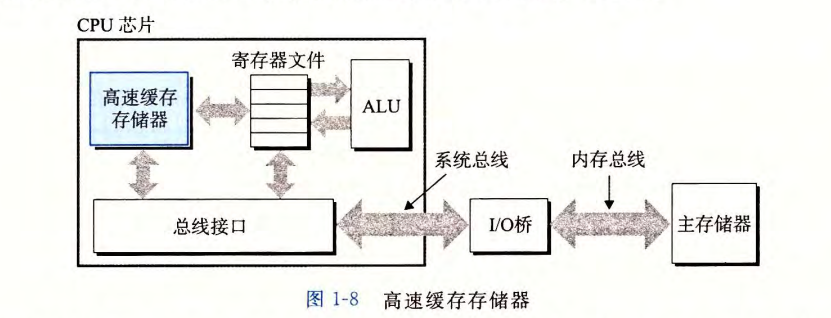 CPU 芯片
寄存器文件
高速缓存
存储器
ALU
系统总线
内存总线
总线接口
I/O桥
主存储器
图 1-8 高速缓存存储器